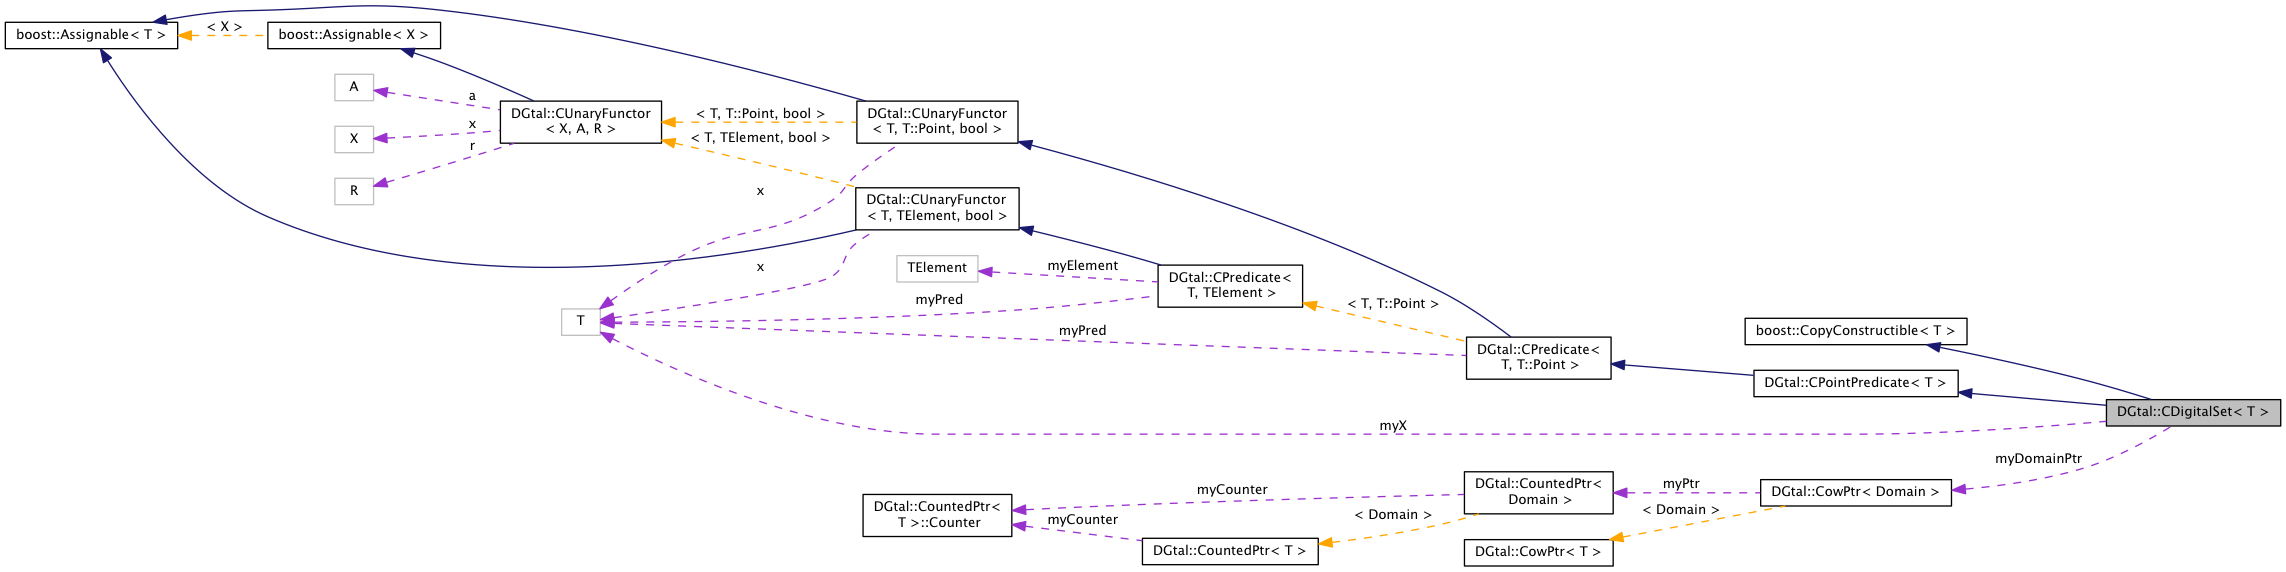 boost::Assignable< T >
< X >
boost::Assignable< X >
A
a
X
x
R
r
DGtal::CUnaryFunctor
< X, A, R >
< T, T::Point, bool >
< T, TElement, bool >
DGtal::CUnaryFunctor
< T, T::Point, bool >
x
DGtal::CUnaryFunctor
< T, TElement, bool >
x
TElement
myElement
DGtal::CPredicate<
T, TElement >
myPred
< T, T::Point >
T
myPred
DGtal::CPredicate<
T, T::Point >
boost::CopyConstructible< T >
DGtal::CPointPredicate< T >
DGtal::CDigitalSet< T >
myX
myDomainPtr
DGtal::CountedPtr<
T >::Counter
myCounter
myCounter
DGtal::CountedPtr<
Domain >
myPtr
DGtal::CowPtr< Domain >
< Domain >
< Domain >
DGtal::CountedPtr< T >
DGtal::CowPtr< T >